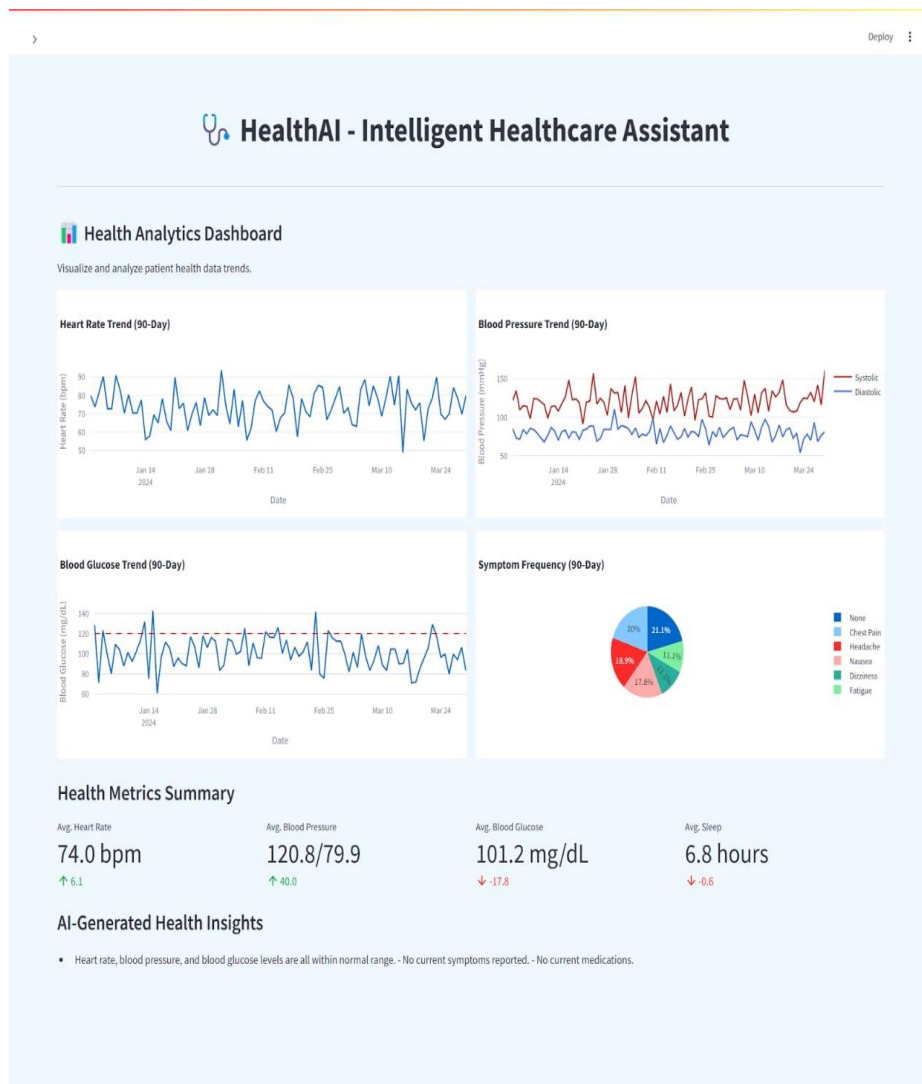 Deploy
HealthAI - Intelligent Healthcare Assistant
Health Analytics Dashboard
Visualize and analyze patient health data trends.
Heart Rate Trend (90-Day)
Heart Rate (bpm)
90
80
70
60
50
Jan 14 Jan 28 Feb 11 Feb 25 Mar 10 Mar 24
2024
Date
Blood Pressure Trend (90-Day)
Blood Pressure (mmHg)
150
100
50
Jan 14 Jan 28 Feb 11 Feb 25 Mar 10 Mar 24
2024
Date
Systolic
Diastolic
Blood Glucose Trend (90-Day)
Blood Glucose (mg/dL)
140
120
100
80
60
Jan 14 Jan 28 Feb 11 Feb 25 Mar 10 Mar 24
2024
Date
Symptom Frequency (90-Day)
20% 21.1%
18.9% 11.1%
17.8%
None
Chest Pain
Headache
Nausea
Dizziness
Fatigue
Health Metrics Summary
Avg. Heart Rate Avg. Blood Pressure Avg. Blood Glucose Avg. Sleep
74.0 bpm 120.8/79.9 101.2 mg/dL 6.8 hours
↑ 6.1 ↑ 40.0 ↓ -17.8 ↓ -0.6
AI-Generated Health Insights
• Heart rate, blood pressure, and blood glucose levels are all within normal range. - No current symptoms reported. - No current medications.